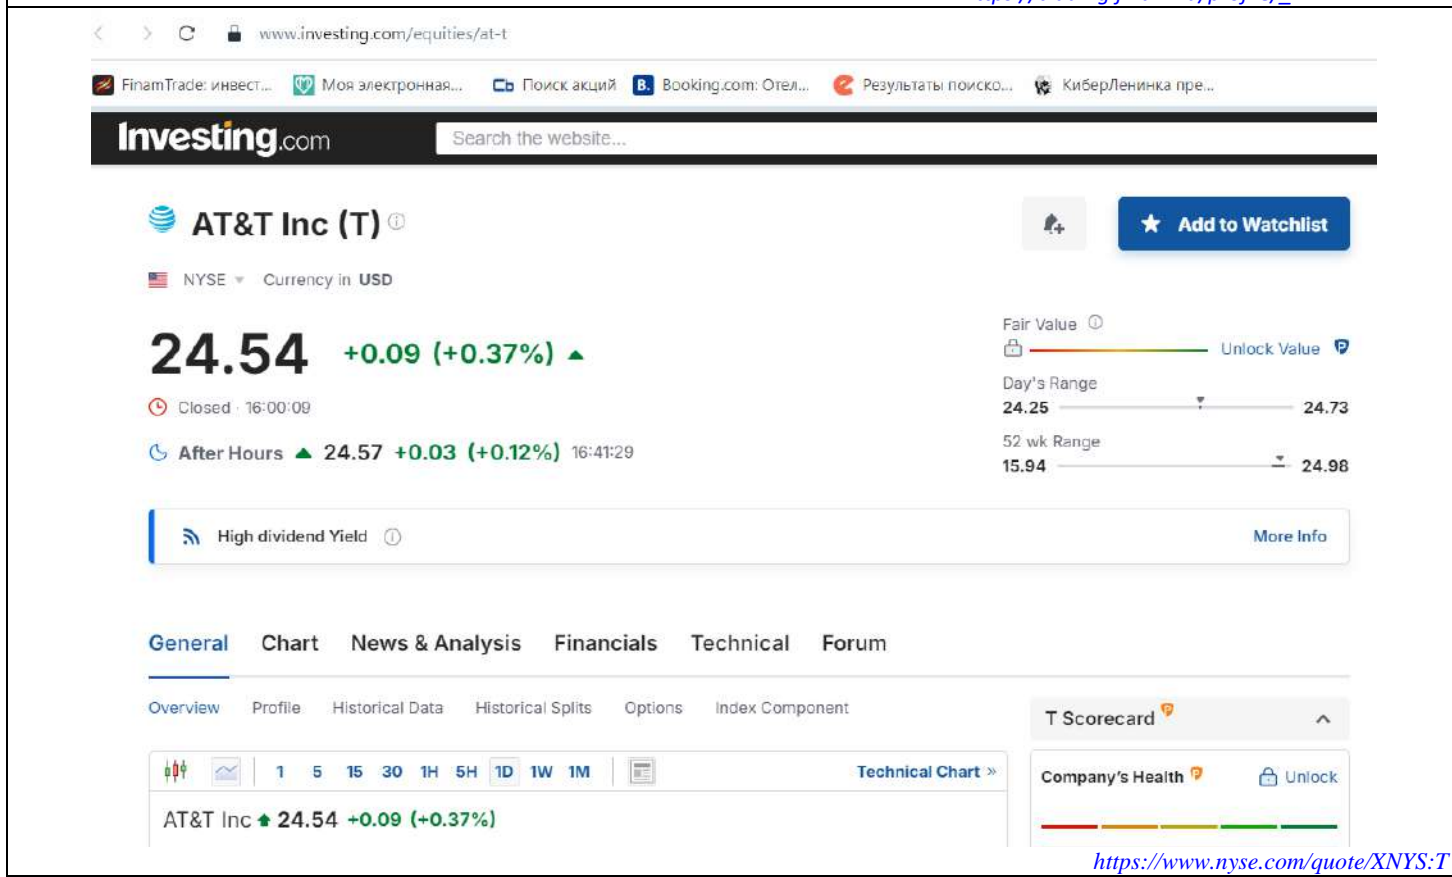 www.investing.com/equities/at-t
FinamTrade: инвест... Моя электронная... Сь Поиск акций B. Booking.com: Отел... Результаты поиско... КиберЛенинка пре...
Investing.com Search the website...
AT&T Inc (T)
Add to Watchlist
NYSE Currency in USD
Fair Value
Unlock Value
24.54 +0.09 (+0.37%)
Day's Range
24.25 24.73
Closed · 16:00:09
52 wk Range
15.94 24.98
After Hours 24.57 +0.03 (+0.12%) 16:41:29
High dividend Yield More Info
General Chart News & Analysis Financials Technical Forum
Overview Profile Historical Data Historical Splits Options Index Component
T Scorecard
1 5 15 30 1H 5H 1D 1W 1M Technical Chart »
Company's Health Unlock
AT&T Inc 24.54 +0.09 (+0.37%)
https://www.nyse.com/quote/XNYS:T